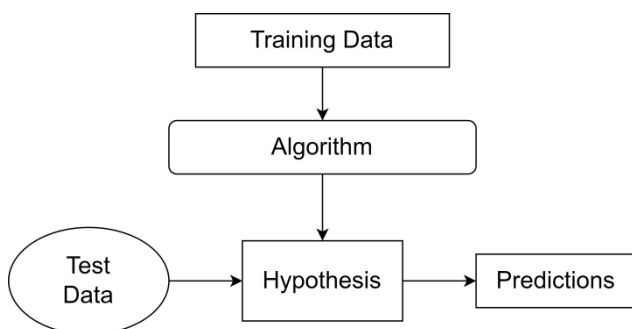 Training Data
Algorithm
Test
Data
Hypothesis
Predictions